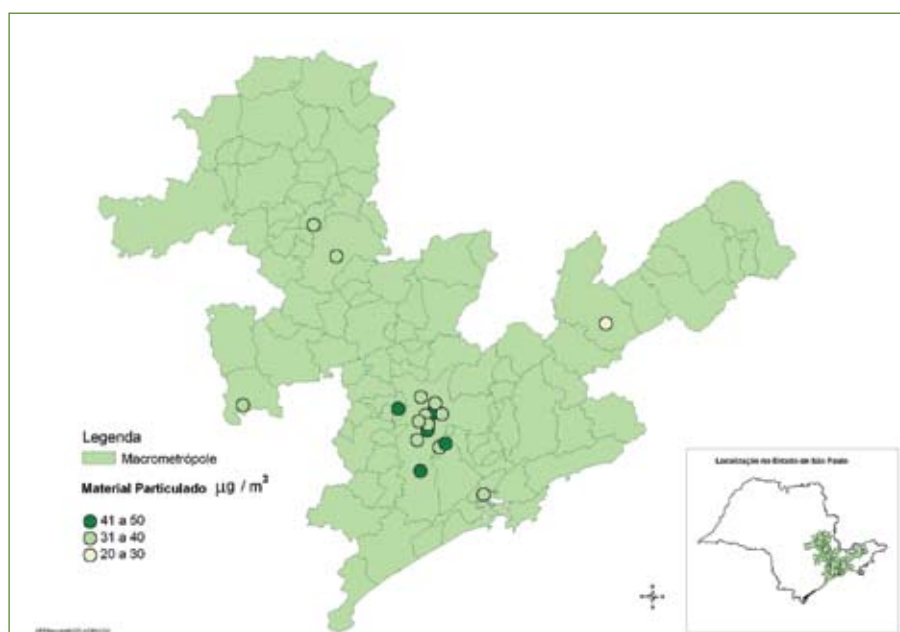 Legenda
Macrometrópole
Material Particulado µg / m³
41 a 50
31 a 40
20 a 30
Localização no Estado de São Paulo